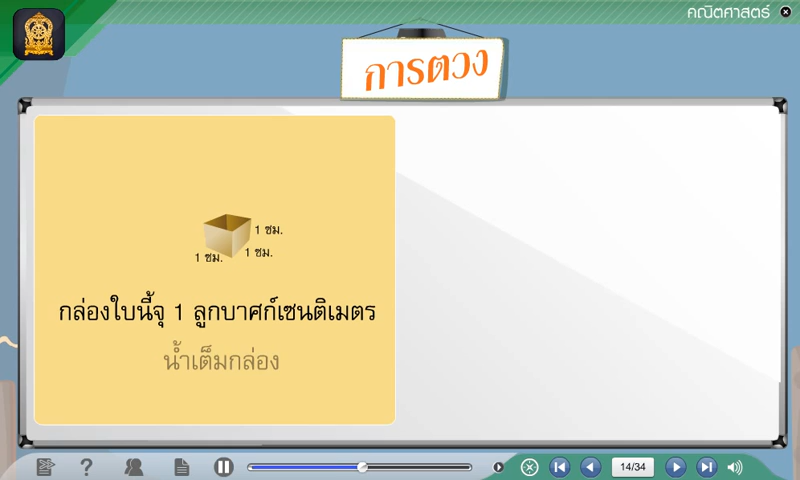 คณิตศาสตร์
การตวง
1 ซม.
1 ซม. 1 ซม.
กล่องใบนี้จุ 1 ลูกบาศก์เซนติเมตร
น้ำเต็มกล่อง
14/34